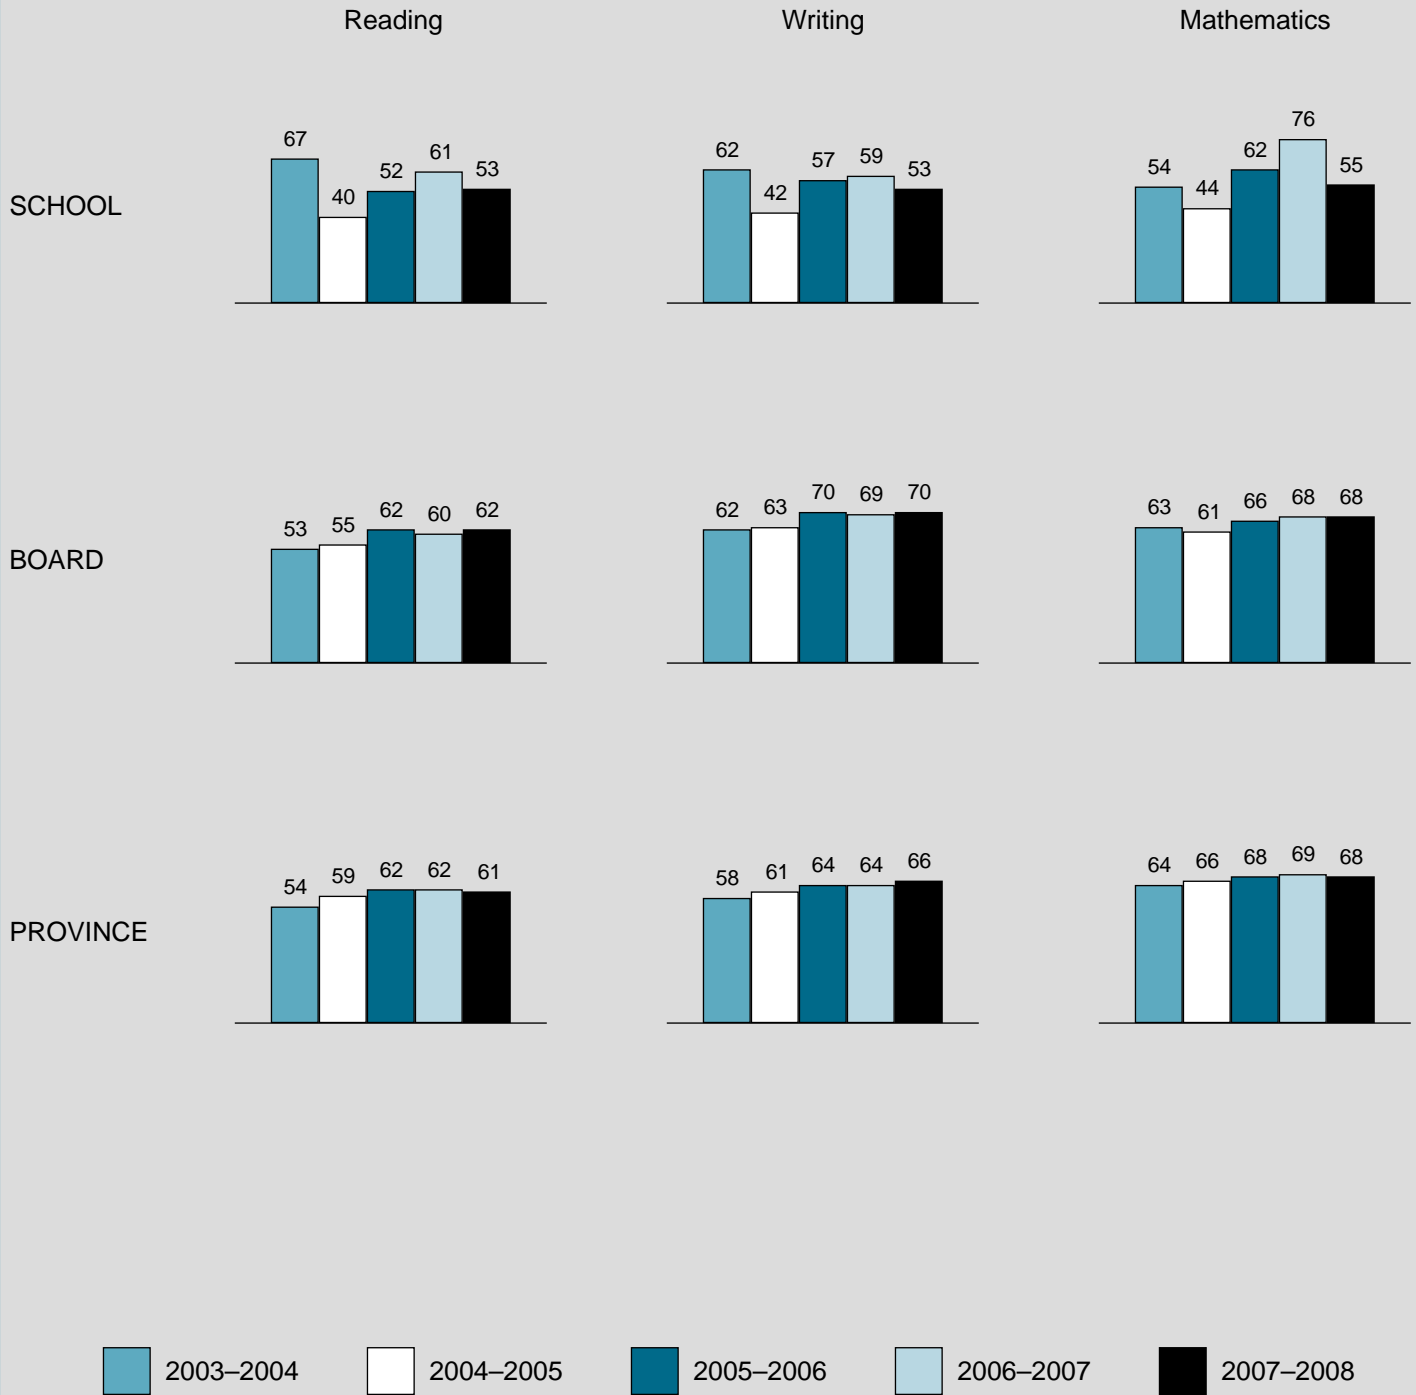 Reading Writing Mathematics
67 40 52 61 53
62 42 57 59 53
54 44 62 76 55
SCHOOL
53 55 62 60 62
62 63 70 69 70
63 61 66 68 68
BOARD
54 59 62 62 61
58 61 64 64 66
64 66 68 69 68
PROVINCE
2003–2004 2004–2005 2005–2006 2006–2007 2007–2008